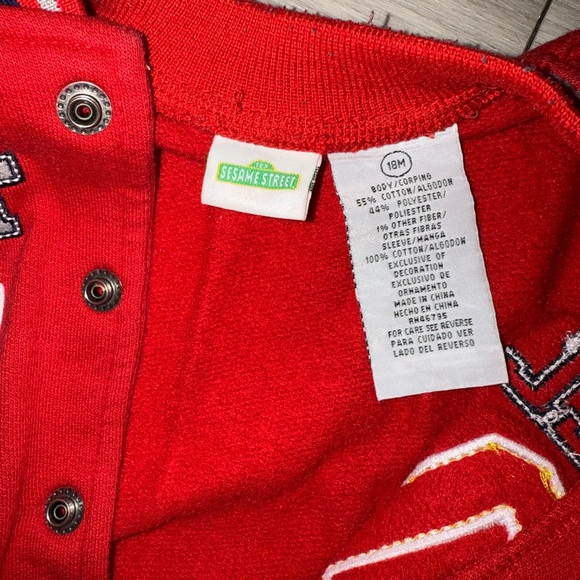 123
SESAME STREET
18M
BODY/CORPING
55% COTTON/ALGODON
44% POLYESTER/
POLIESTER
1% OTHER FIBER/
OTRAS FIBRAS
SLEEVE/MANGA
100% COTTON/ALGODON
EXCLUSIVE OF
DECORATION
EXCLUSIVO DE
ORNAMENTO
MADE IN CHINA
HECHO EN CHINA
RN46795
FOR CARE SEE REVERSE
PARA CUIDADO VER
LADO DEL REVERSO